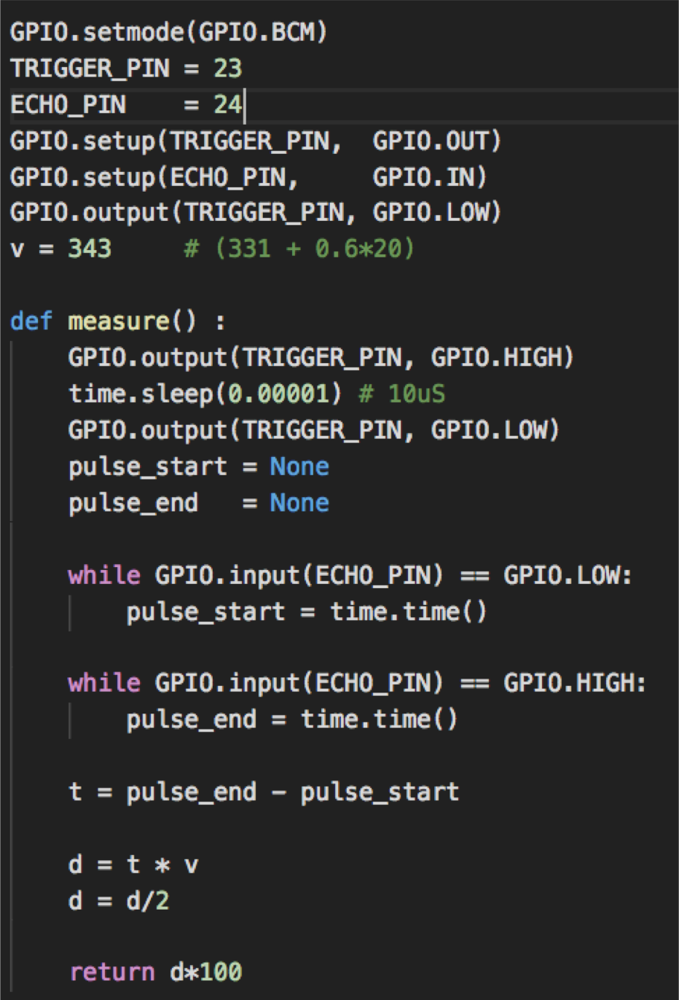 GPIO.setmode(GPIO.BCM)
TRIGGER_PIN = 23
ECHO_PIN    = 24
GPIO.setup(TRIGGER_PIN,  GPIO.OUT)
GPIO.setup(ECHO_PIN,     GPIO.IN)
GPIO.output(TRIGGER_PIN, GPIO.LOW)
v = 343     # (331 + 0.6*20)

def measure() :
    GPIO.output(TRIGGER_PIN, GPIO.HIGH)
    time.sleep(0.00001) # 10uS
    GPIO.output(TRIGGER_PIN, GPIO.LOW)
    pulse_start = None
    pulse_end   = None

    while GPIO.input(ECHO_PIN) == GPIO.LOW:
        pulse_start = time.time()

    while GPIO.input(ECHO_PIN) == GPIO.HIGH:
        pulse_end = time.time()

    t = pulse_end - pulse_start

    d = t * v
    d = d/2

    return d*100